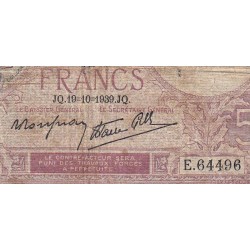 FRANCS
JQ.19-10-1939.JQ.
LE CAISSIER GÉNÉRAL LE SECRÉTAIRE GÉNÉRAL
5
E.64496
LE CONTREFACTEUR SERA
PUNI DES TRAVAUX FORCÉS
À PERPÉTUITÉ